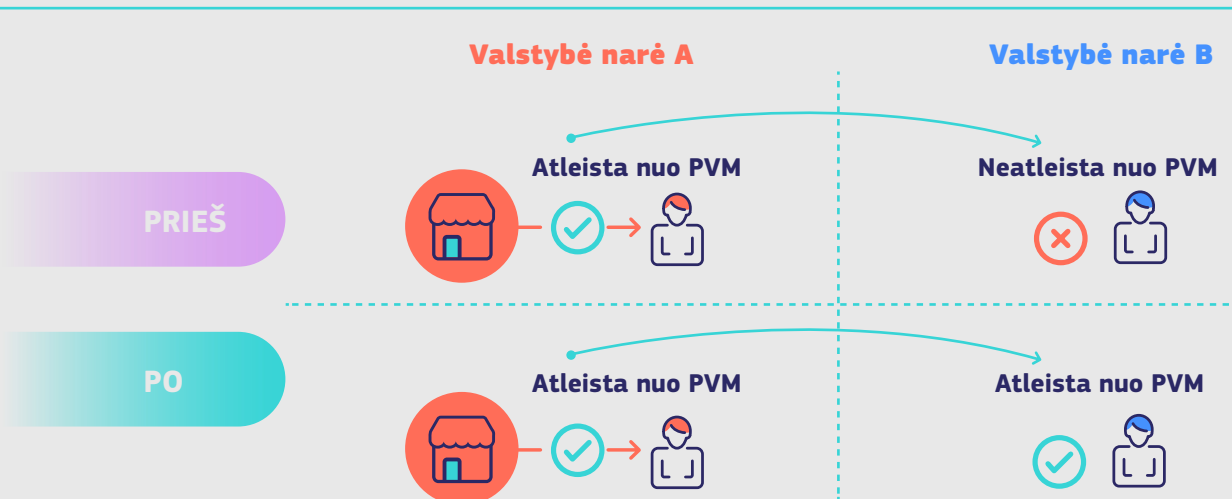 Valstybė narė A
Valstybė narė B
Atleista nuo PVM
Neatleista nuo PVM
PRIEŠ
PO
Atleista nuo PVM
Atleista nuo PVM